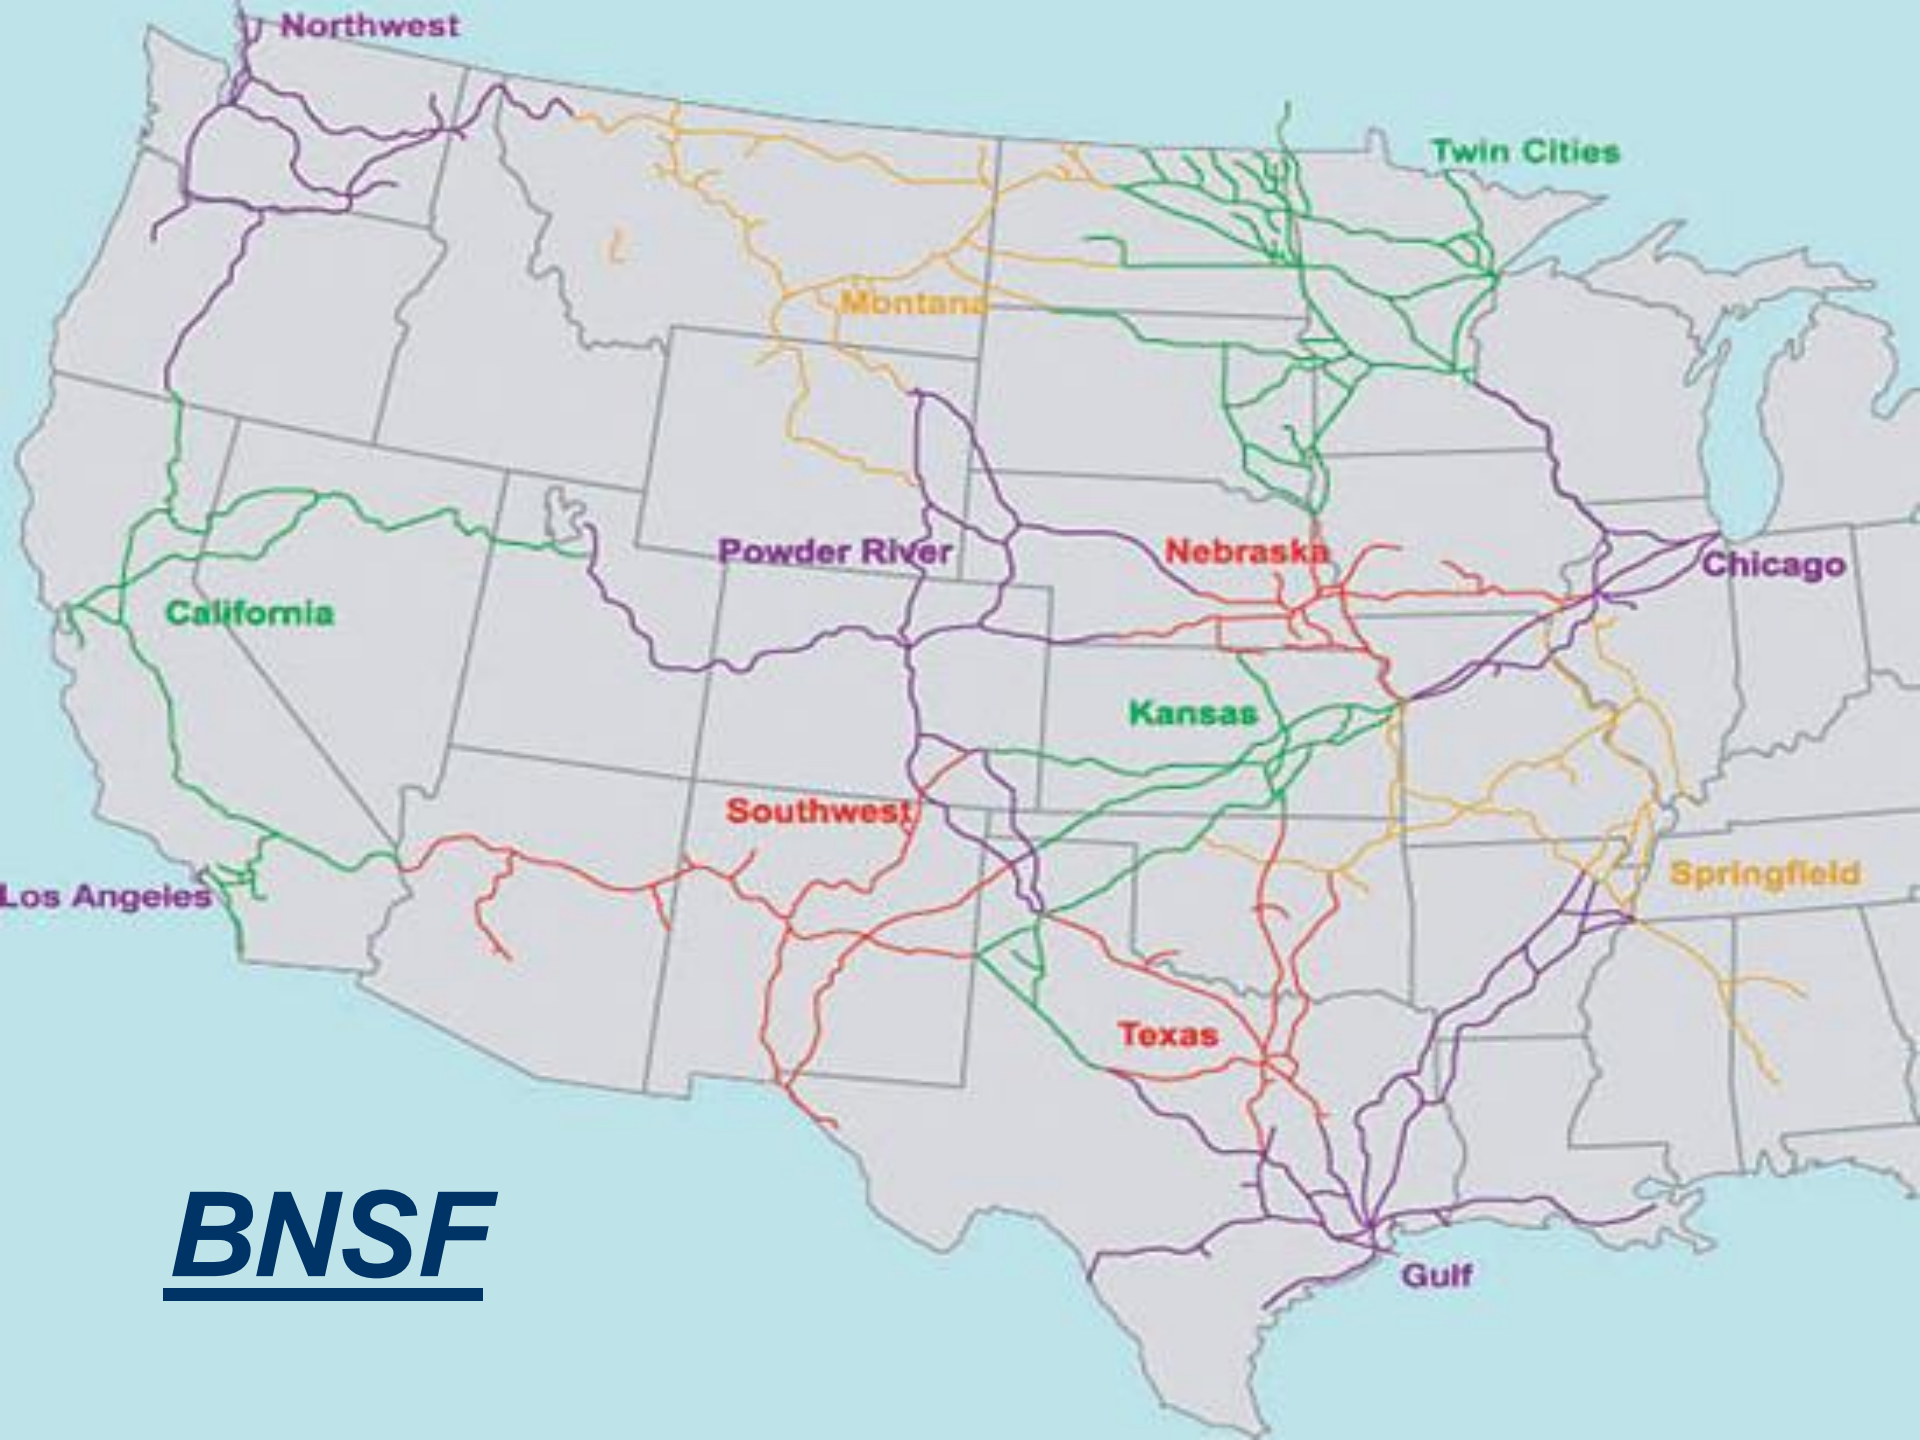 Northwest
Twin Cities
Montana
Powder River
Nebraska
Chicago
California
Kansas
Southwest
Springfield
Los Angeles
Texas
BNSF
Gulf